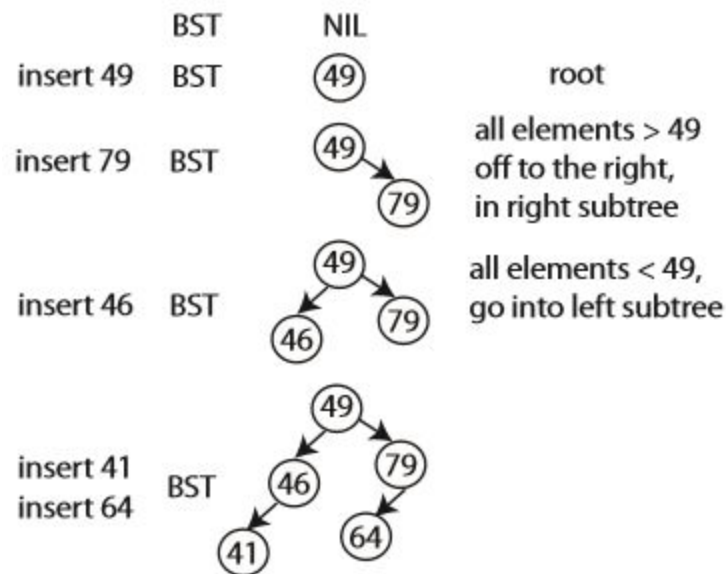 BST NIL
insert 49 BST 49 root
49
all elements > 49
insert 79 BST off to the right,
79 in right subtree
49
all elements < 49,
insert 46 BST 46 79 go into left subtree
49
insert 41 BST 46 79
insert 64
41 64